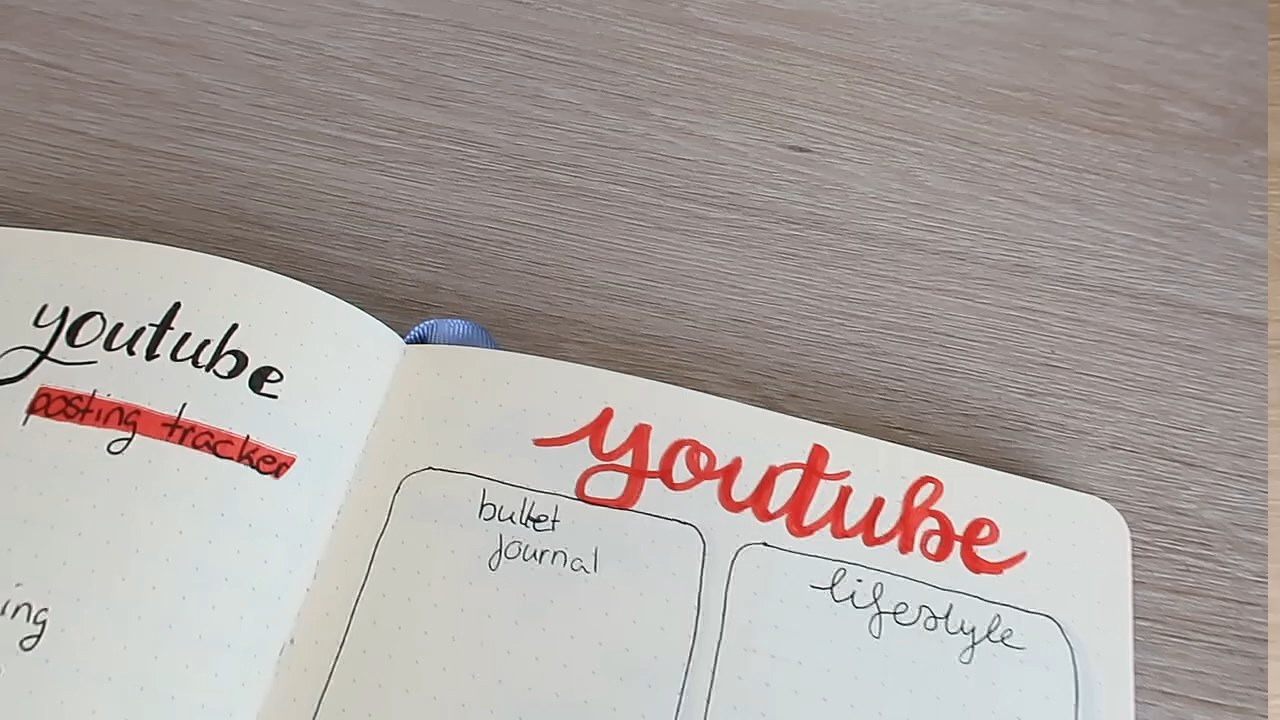 youtube
posting tracker
ing
youtube
bullet
journal
lifestyle